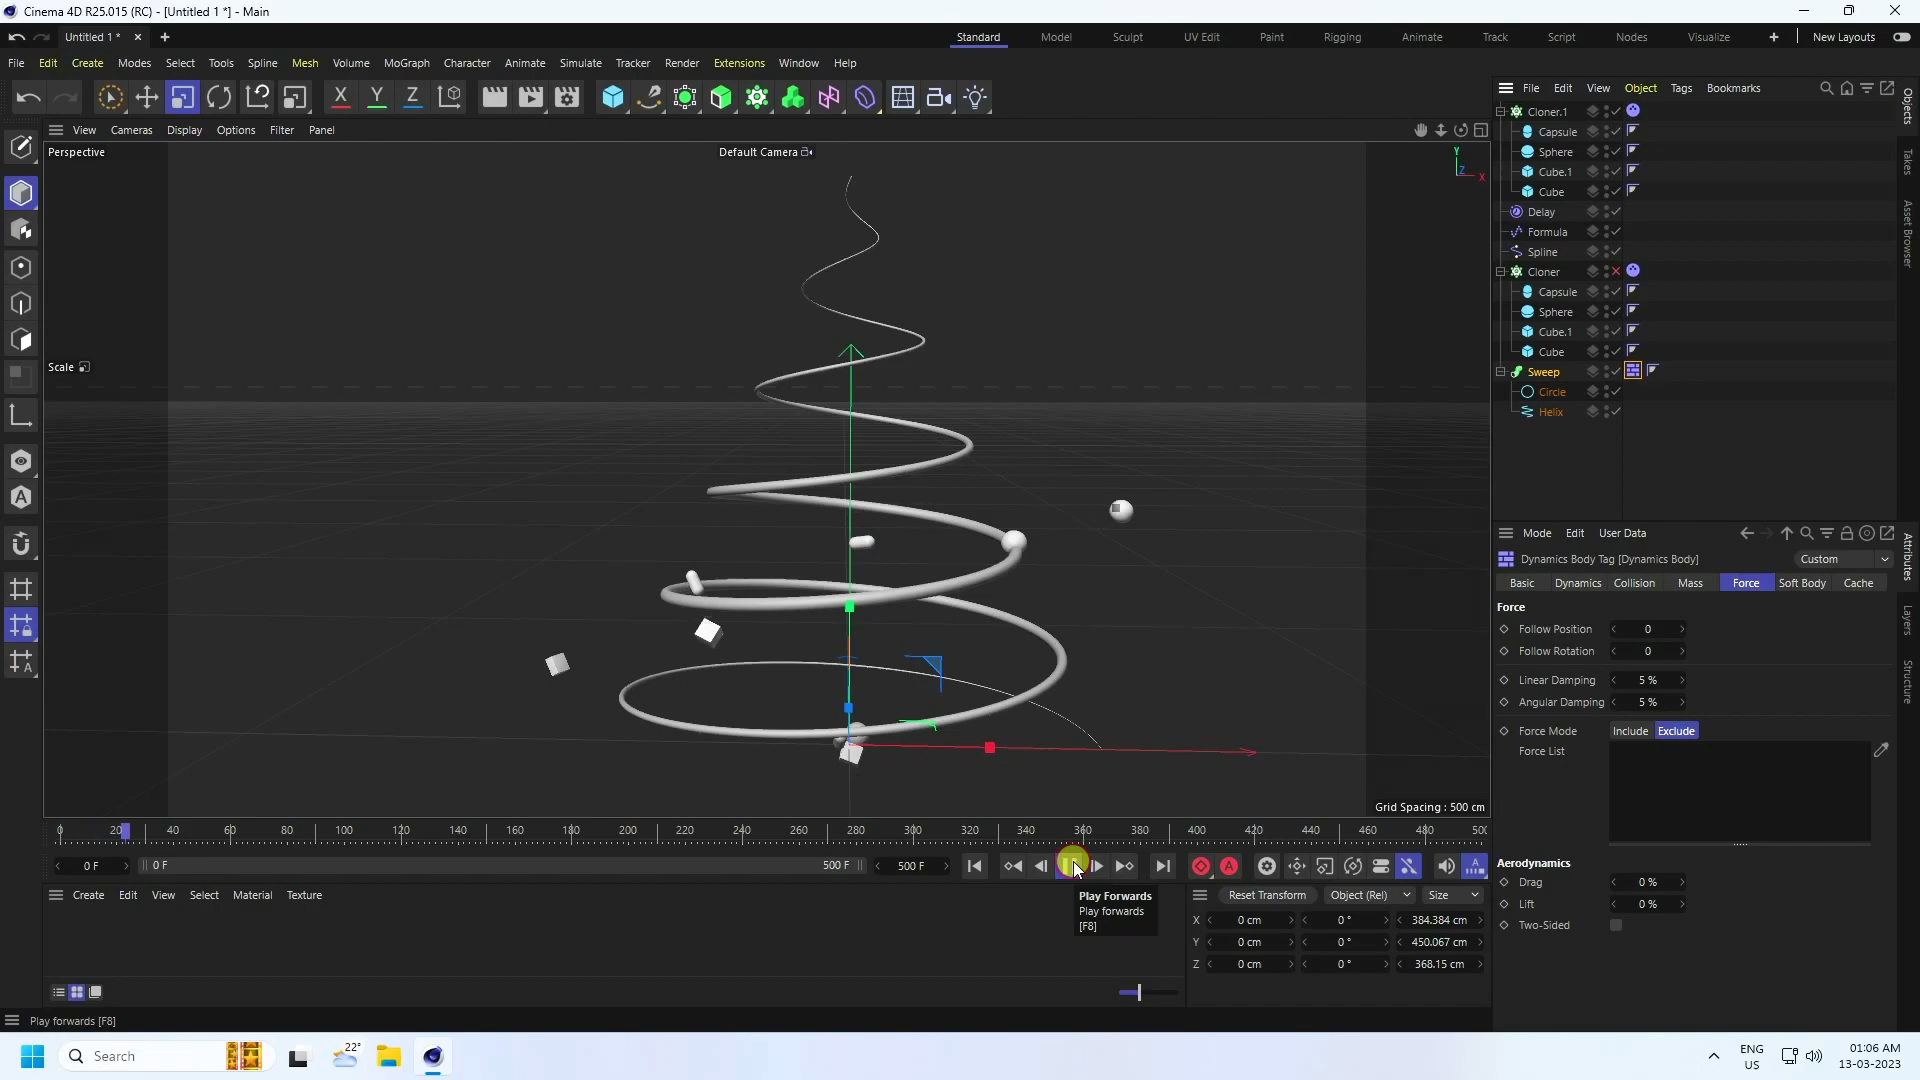 Cinema 4D R25.015 (RC) - [Untitled 1 *] - Main
Untitled 1 *
Standard Model Sculpt UV Edit Paint Rigging Animate Track Script Nodes Visualize New Layouts
File Edit Create Modes Select Tools Spline Mesh Volume MoGraph Character Animate Simulate Tracker Render Extensions Window Help
X Y Z
File Edit View Object Tags Bookmarks
View Cameras Display Options Filter Panel
Perspective
Default Camera
Y
Z
X
Scale
Grid Spacing : 500 cm
Cloner.1
Capsule
Sphere
Cube.1
Cube
Delay
Formula
Spline
Cloner
Capsule
Sphere
Cube.1
Cube
Sweep
Circle
Helix
Objects
Takes
Asset Browser
Attributes
Layers
Structure
Mode Edit User Data
Dynamics Body Tag [Dynamics Body]
Custom
Basic Dynamics Collision Mass Force Soft Body Cache
Force
Follow Position 0
Follow Rotation 0
Linear Damping 5 %
Angular Damping 5 %
Force Mode Include Exclude
Force List
Aerodynamics
Drag 0 %
Lift 0 %
Two-Sided
0 20 40 60 80 100 120 140 160 180 200 220 240 260 280 300 320 340 360 380 400 420 440 460 480 500
0 F 0 F 500 F 500 F
Play Forwards
Play forwards
[F8]
Create Edit View Select Material Texture
Reset Transform Object (Rel) Size
X 0 cm 0 ° 384.384 cm
Y 0 cm 0 ° 450.067 cm
Z 0 cm 0 ° 368.15 cm
Play forwards [F8]
Search
22°
ENG
US
01:06 AM
13-03-2023